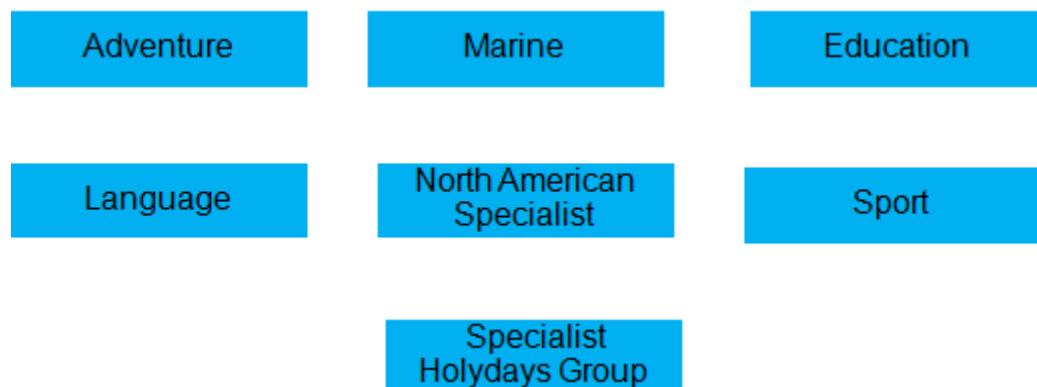 Adventure
Marine
Education
Language
North American
Specialist
Sport
Specialist
Holydays Group